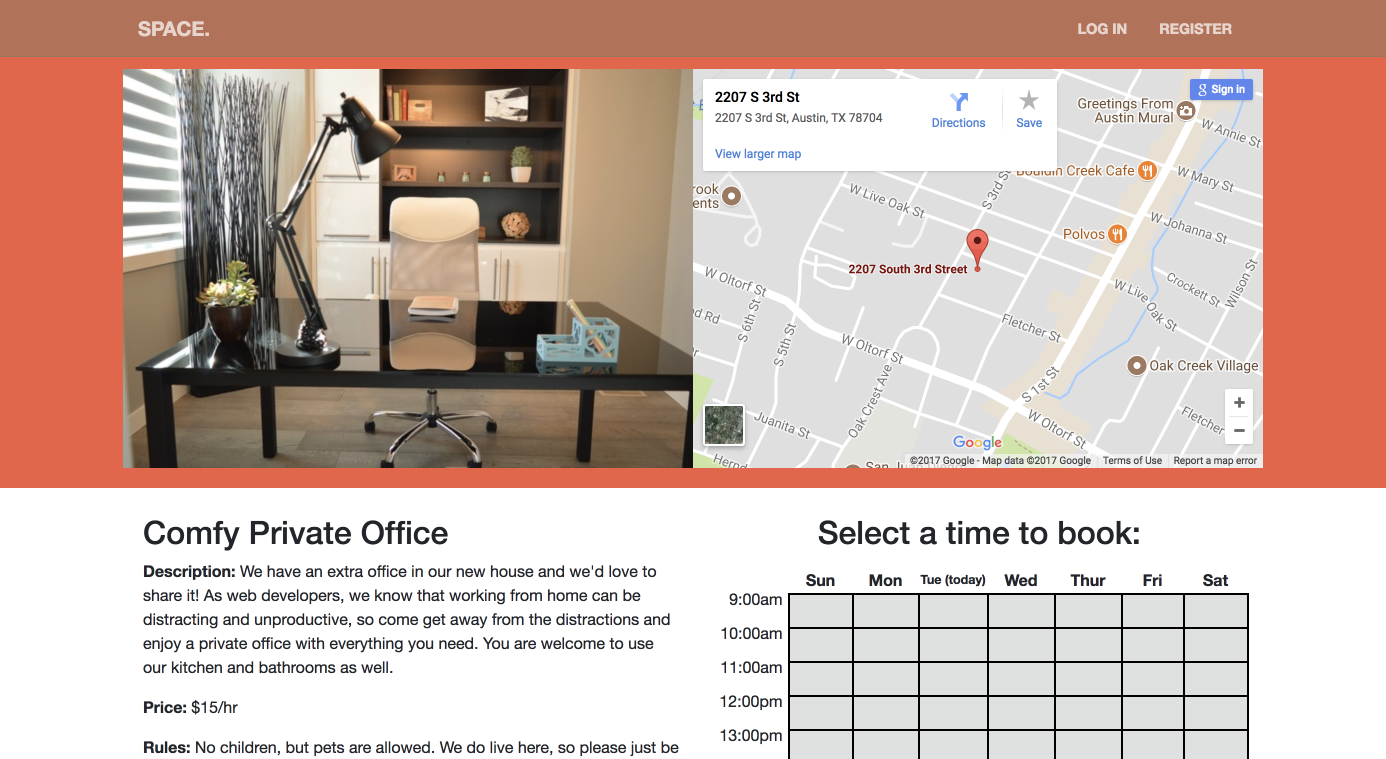 SPACE.
LOG IN REGISTER
2207 S 3rd St
2207 S 3rd St, Austin, TX 78704
Directions
Save
View larger map
Sign in
Greetings From
Austin Mural
W Annie St
Bouldin Creek Cafe
W Mary St
rook
ents
W Live Oak St
S 3rd St
W Johanna St
Polvos
2207 South 3rd Street
W Oltorf St
S 6th St
S 5th St
nd Rd
Crockett St
Wilson St
W Live Oak St
Fletcher St
W Oltorf St
Oak Creek Village
S 1st St
Oak Crest Ave
Juanita St
W Oltorf St
Fletcher
Hernd
San Juan Diego
Google
©2017 Google - Map data ©2017 Google Terms of Use Report a map error
Comfy Private Office
Description: We have an extra office in our new house and we'd love to
share it! As web developers, we know that working from home can be
distracting and unproductive, so come get away from the distractions and
enjoy a private office with everything you need. You are welcome to use
our kitchen and bathrooms as well.
Price: $15/hr
Rules: No children, but pets are allowed. We do live here, so please just be
Select a time to book:
Sun Mon Tue (today) Wed Thur Fri Sat
9:00am
10:00am
11:00am
12:00pm
13:00pm